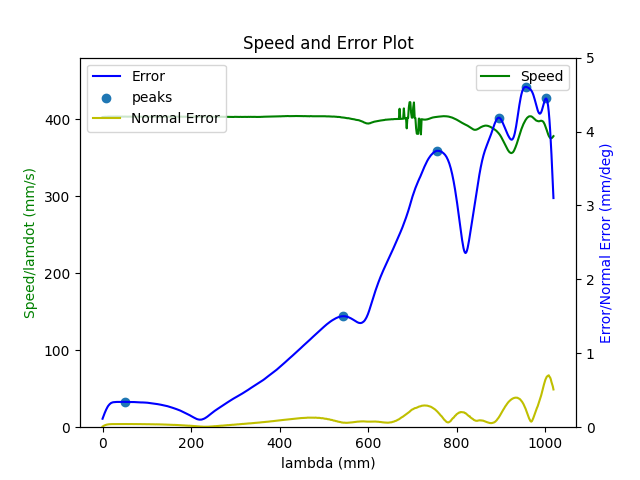 Speed and Error Plot
Error
peaks
Normal Error
Speed
400
300
200
100
0
5
4
3
2
1
0
0
200
400
600
800
1000
Speed/lamdot (mm/s)
Error/Normal Error (mm/deg)
lambda (mm)